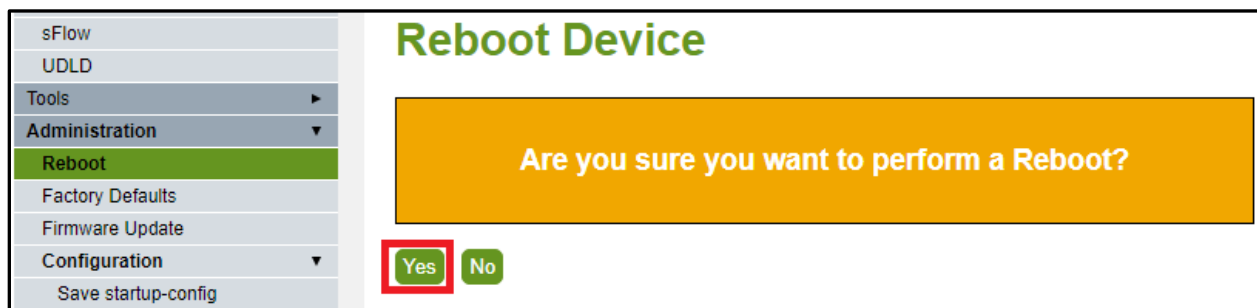 sFlow
UDLD
Tools
Administration
Reboot
Factory Defaults
Firmware Update
Configuration
Save startup-config
Reboot Device
Are you sure you want to perform a Reboot?
Yes No